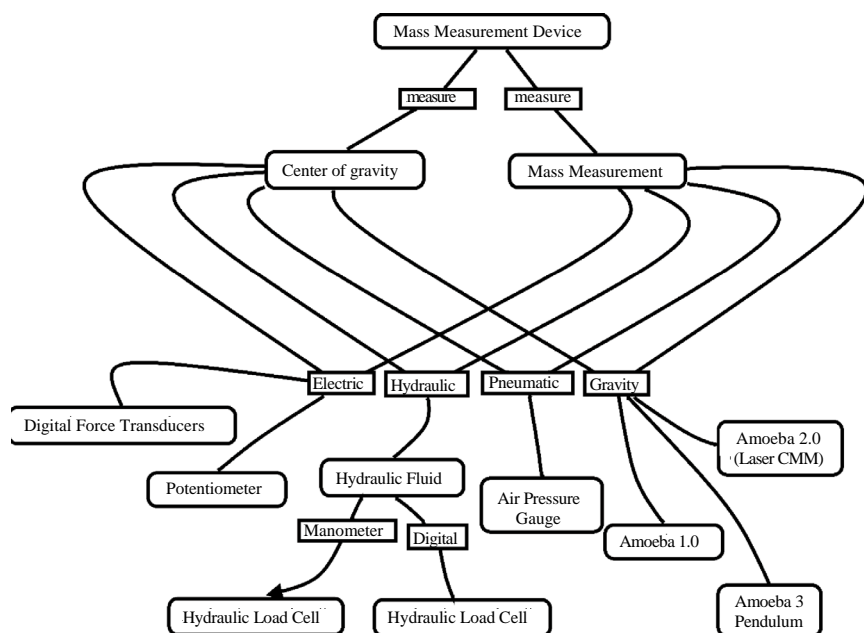 Mass Measurement Device
measure
measure
Center of gravity
Mass Measurement
Electric
Hydraulic
Pneumatic
Gravity
Digital Force Transducers
Amoeba 2.0
(Laser CMM)
Potentiometer
Hydraulic Fluid
Air Pressure
Gauge
Manometer
Digital
Amoeba 1.0
Hydraulic Load Cell
Hydraulic Load Cell
Amoeba 3
Pendulum